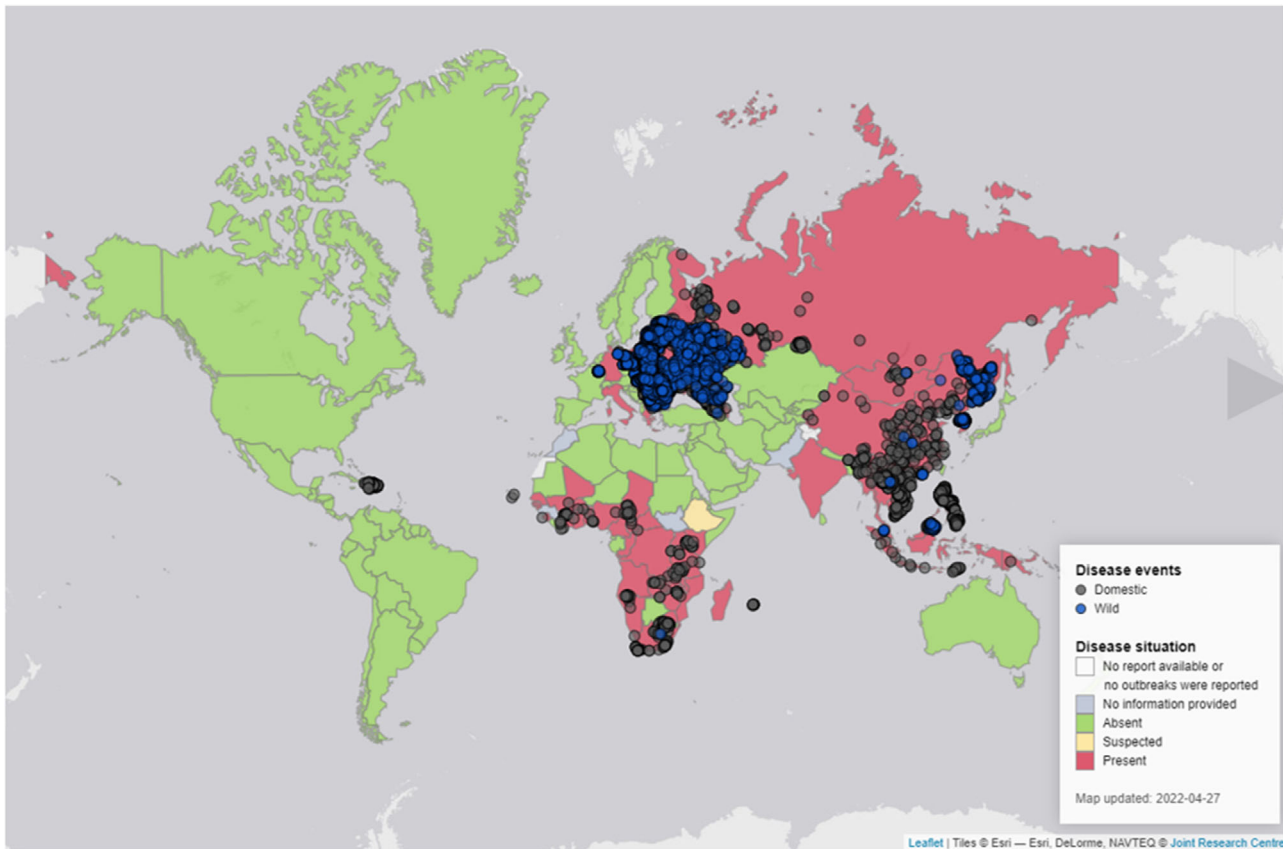 Disease events
Domestic
Wild
Disease situation
No report available or
no outbreaks were reported
No information provided
Absent
Suspected
Present
Map updated: 2022-04-27
Leaflet | Tiles © Esri — Esri, DeLorme, NAVTEQ © Joint Research Centre